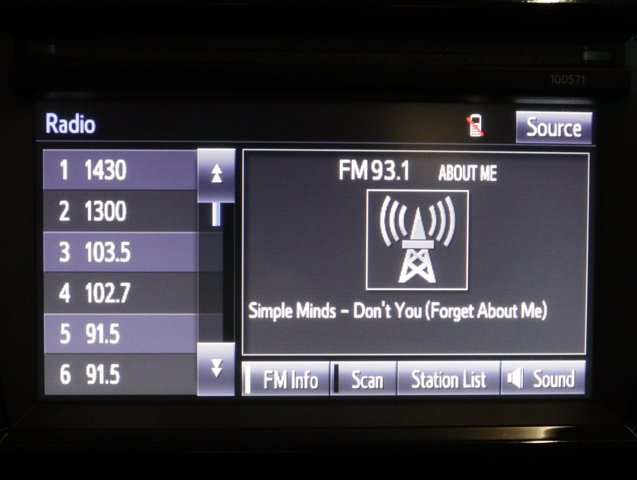 100571
Radio
Source
1 1430
2 1300
3 103.5
4 102.7
5 91.5
6 91.5
FM 93.1 ABOUT ME
Simple Minds - Don't You (Forget About Me)
FM Info
Scan
Station List
Sound